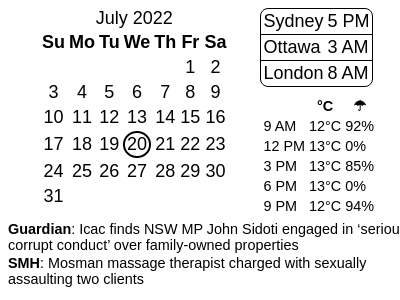 July 2022
Su Mo Tu We Th Fr Sa
1 2
3 4 5 6 7 8 9
10 11 12 13 14 15 16
17 18 19 20 21 22 23
24 25 26 27 28 29 30
31
Sydney 5 PM
Ottawa 3 AM
London 8 AM
°C ☂
9 AM 12°C 92%
12 PM 13°C 0%
3 PM 13°C 85%
6 PM 13°C 0%
9 PM 12°C 94%
Guardian: Icac finds NSW MP John Sidoti engaged in ‘seriou
corrupt conduct’ over family-owned properties
SMH: Mosman massage therapist charged with sexually
assaulting two clients